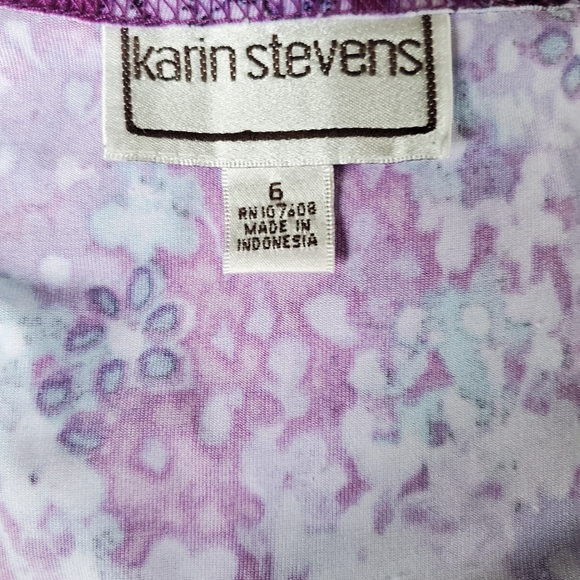 karin stevens
6
RN107608
MADE IN
INDONESIA